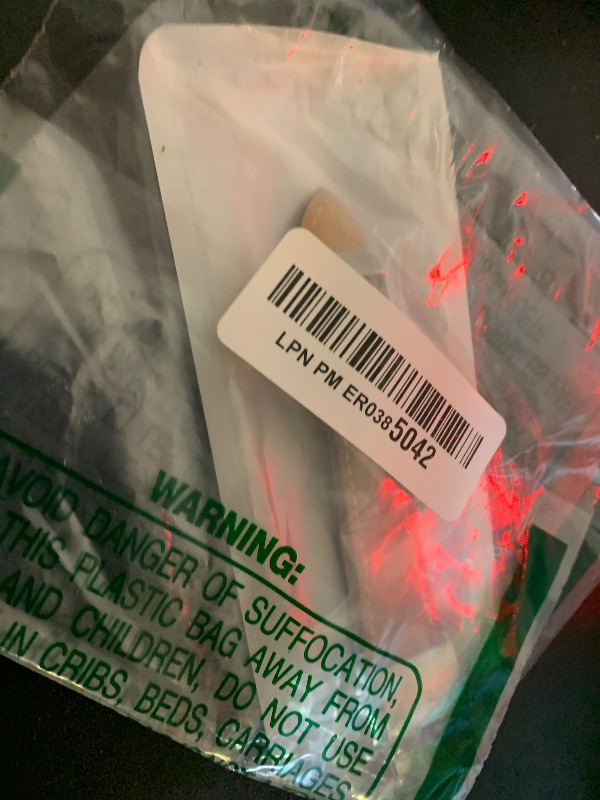 LPN PM ER0385042
WARNING:
AVOID DANGER OF SUFFOCATION,
THIS PLASTIC BAG AWAY FROM
AND CHILDREN, DO NOT USE
IN CRIBS, BEDS, CARRIAGES